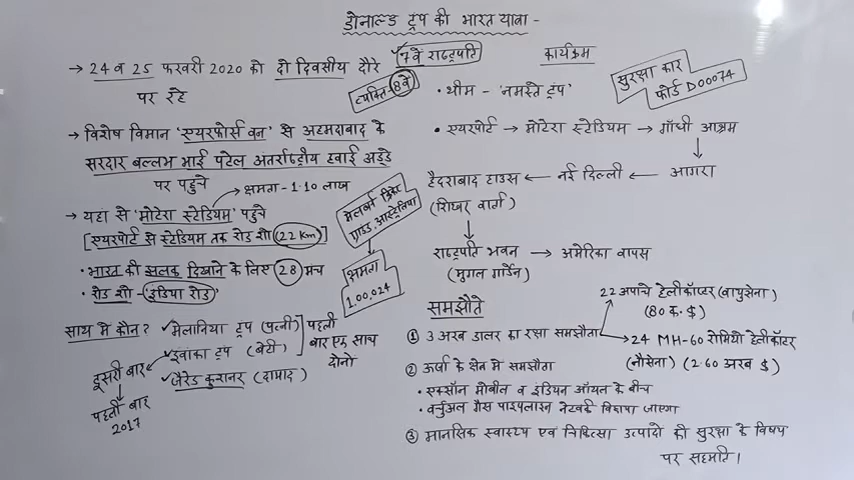 डोनाल्ड ट्रंप की भारत यात्रा -
→ 24 व 25 फरवरी 2020 को दो दिवसीय दौरे
पर रहे
7वे राष्ट्रपति
व्यक्ति - 8वे
→ विशेष विमान 'एयरफोर्स वन' से अहमदाबाद के
सरदार बल्लभ भाई पटेल अंतर्राष्ट्रीय हवाई अड्डे
पर पहुचे
→ क्षमता - 1.10 लाख
→ यहां से 'मोटेरा स्टेडियम' पहुचे
[एयरपोर्ट से स्टेडियम तक रोड शो (22 Km)]
• भारत की झलक दिखाने के लिए 28 मंच
• रोड शो - 'इंडिया रोड'
मेलबर्न क्रिकेट
ग्राउंड, आस्ट्रेलिया
क्षमता
1,00,024
साथ मे कौन? ✓ मेलानिया ट्रंप (पत्नी)
✓ इवांका ट्रंप (बेटी)
✓ जैरेड कुशनर (दामाद)
पहली
बार एक साथ
दोनो
दूसरी बार
पहली बार
2017
कार्यक्रम
सुरक्षा कार
फोर्ड D00074
• थीम - 'नमस्ते ट्रंप'
• एयरपोर्ट → मोटेरा स्टेडियम → गाँधी आश्रम
हैदराबाद हाउस ← नई दिल्ली ← आगरा
(शिखर वार्ता)
राष्ट्रपति भवन → अमेरिका वापस
(मुगल गार्डन)
समझौते
22 अपाचे हेलीकॉप्टर (वायुसेना)
(80 क. $)
① 3 अरब डालर का रक्षा समझौता
→ 24 MH-60 रोमियो हेलीकॉप्टर
(नौसेना) (2.60 अरब $)
② ऊर्जा के क्षेत्र मे समझौता
• एक्सॉन मोबील व इंडियन ऑयल के बीच
• वर्चुअल गैस पाइपलाइन नेटवर्क बिछाया जाएगा
③ मानसिक स्वास्थ्य एवं चिकित्सा उत्पादो की सुरक्षा के विषय
पर सहमति।